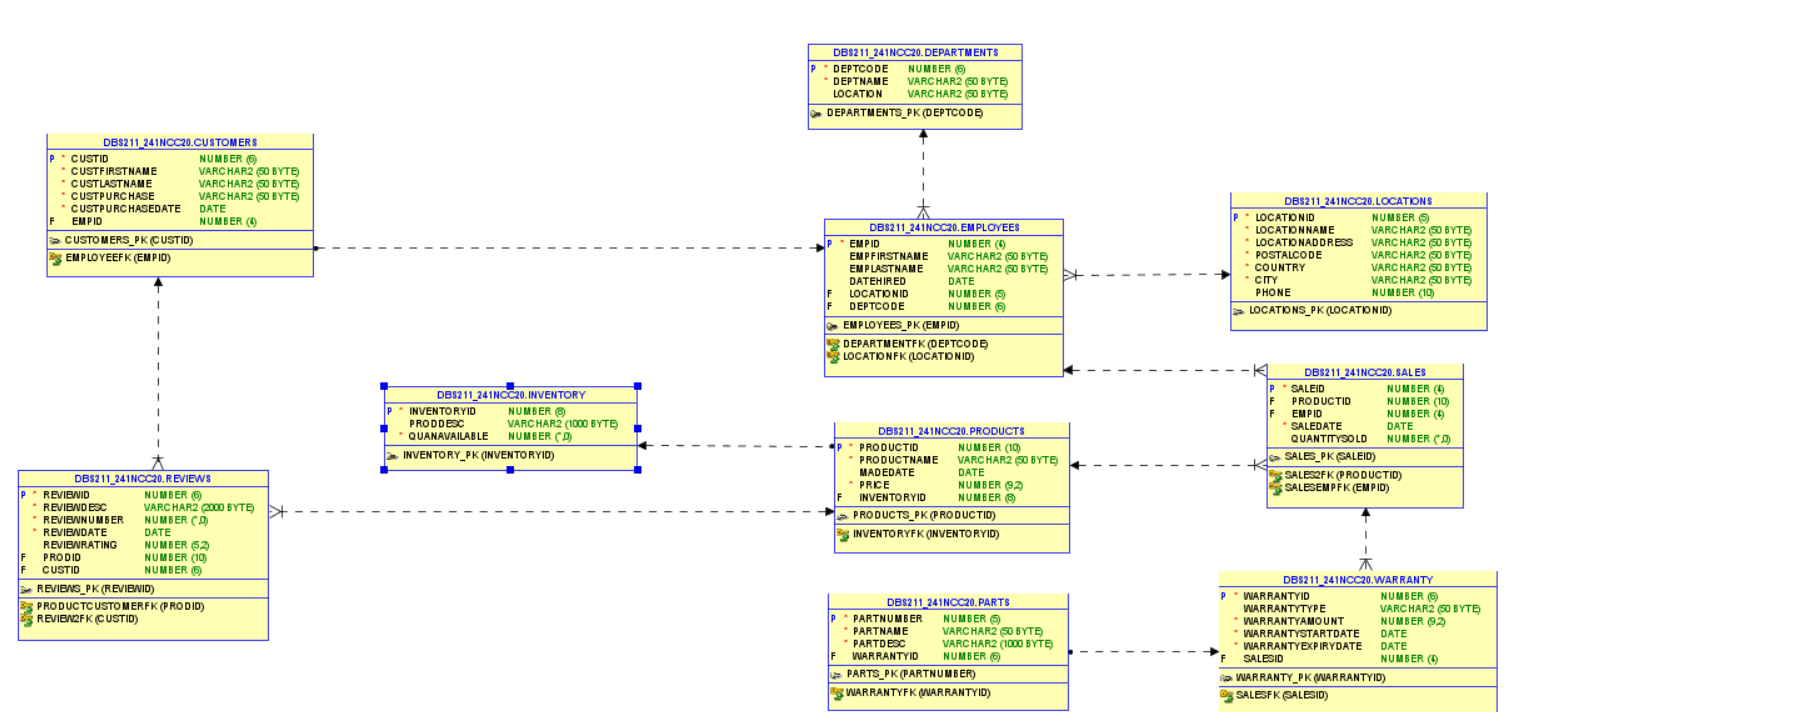 DBS211_241NCC20.DEPARTMENTS
P * DEPTCODE NUMBER (6)
* DEPTNAME VARCHAR2 (50 BYTE)
LOCATION VARCHAR2 (50 BYTE)
DEPARTMENTS_PK (DEPTCODE)
DBS211_241NCC20.CUSTOMERS
P * CUSTID NUMBER (6)
* CUSTFIRSTNAME VARCHAR2 (50 BYTE)
* CUSTLASTNAME VARCHAR2 (50 BYTE)
* CUSTPURCHASE VARCHAR2 (50 BYTE)
* CUSTPURCHASEDATE DATE
F EMPID NUMBER (4)
CUSTOMERS_PK (CUSTID)
EMPLOYEEFK (EMPID)
DBS211_241NCC20.EMPLOYEES
P * EMPID NUMBER (4)
EMPFIRSTNAME VARCHAR2 (50 BYTE)
EMPLASTNAME VARCHAR2 (50 BYTE)
DATEHIRED DATE
F LOCATIONID NUMBER (5)
F DEPTCODE NUMBER (6)
EMPLOYEES_PK (EMPID)
DEPARTMENTFK (DEPTCODE)
LOCATIONFK (LOCATIONID)
DBS211_241NCC20.LOCATIONS
P * LOCATIONID NUMBER (5)
* LOCATIONNAME VARCHAR2 (50 BYTE)
* LOCATIONADDRESS VARCHAR2 (50 BYTE)
* POSTALCODE VARCHAR2 (50 BYTE)
* COUNTRY VARCHAR2 (50 BYTE)
* CITY VARCHAR2 (50 BYTE)
PHONE NUMBER (10)
LOCATIONS_PK (LOCATIONID)
DBS211_241NCC20.INVENTORY
P * INVENTORYID NUMBER (8)
PRODDESC VARCHAR2 (1000 BYTE)
* QUANAVAILABLE NUMBER (*,0)
INVENTORY_PK (INVENTORYID)
DBS211_241NCC20.SALES
P * SALEID NUMBER (4)
F PRODUCTID NUMBER (10)
F EMPID NUMBER (4)
* SALEDATE DATE
QUANTITYSOLD NUMBER (*,0)
SALES_PK (SALEID)
SALES2FK (PRODUCTID)
SALESEMPFK (EMPID)
DBS211_241NCC20.PRODUCTS
P * PRODUCTID NUMBER (10)
* PRODUCTNAME VARCHAR2 (50 BYTE)
MADEDATE DATE
* PRICE NUMBER (9,2)
F INVENTORYID NUMBER (8)
PRODUCTS_PK (PRODUCTID)
INVENTORYFK (INVENTORYID)
DBS211_241NCC20.REVIEWS
P * REVIEWID NUMBER (6)
* REVIEWDESC VARCHAR2 (2000 BYTE)
* REVIEWNUMBER NUMBER (*,0)
* REVIEWDATE DATE
REVIEWRATING NUMBER (5,2)
F PRODID NUMBER (10)
F CUSTID NUMBER (6)
REVIEWS_PK (REVIEWID)
PRODUCTCUSTOMERFK (PRODID)
REVIEW2FK (CUSTID)
DBS211_241NCC20.PARTS
P * PARTNUMBER NUMBER (5)
* PARTNAME VARCHAR2 (50 BYTE)
* PARTDESC VARCHAR2 (1000 BYTE)
F WARRANTYID NUMBER (6)
PARTS_PK (PARTNUMBER)
WARRANTYFK (WARRANTYID)
DBS211_241NCC20.WARRANTY
P * WARRANTYID NUMBER (6)
* WARRANTYTYPE VARCHAR2 (50 BYTE)
* WARRANTYAMOUNT NUMBER (9,2)
* WARRANTYSTARTDATE DATE
* WARRANTYEXPIRYDATE DATE
F SALESID NUMBER (4)
WARRANTY_PK (WARRANTYID)
SALESFK (SALESID)